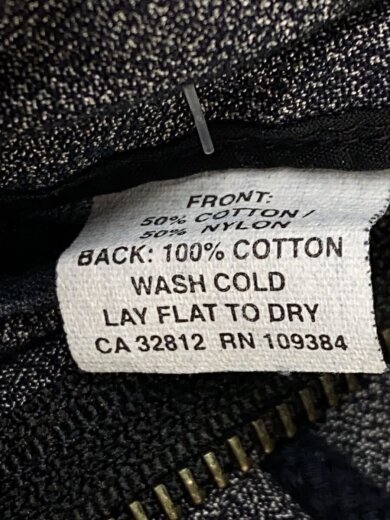 FRONT:
50% COTTON /
50% NYLON
BACK: 100% COTTON
WASH COLD
LAY FLAT TO DRY
CA 32812 RN 109384